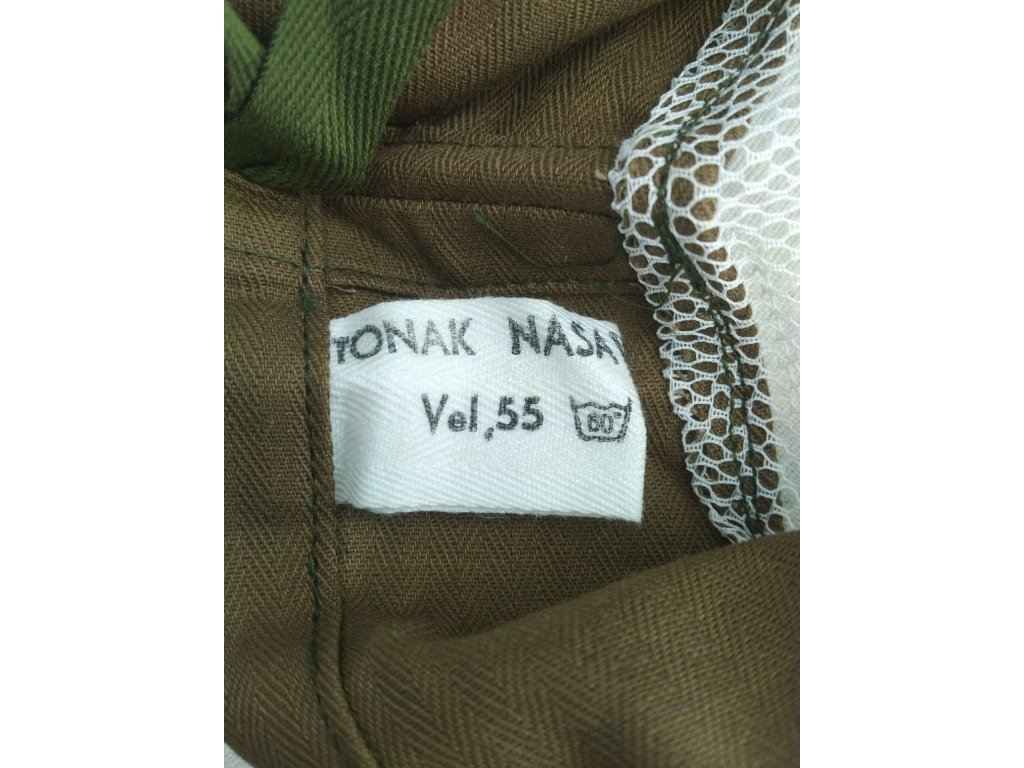 TONAK NASAV
Vel,55 60°